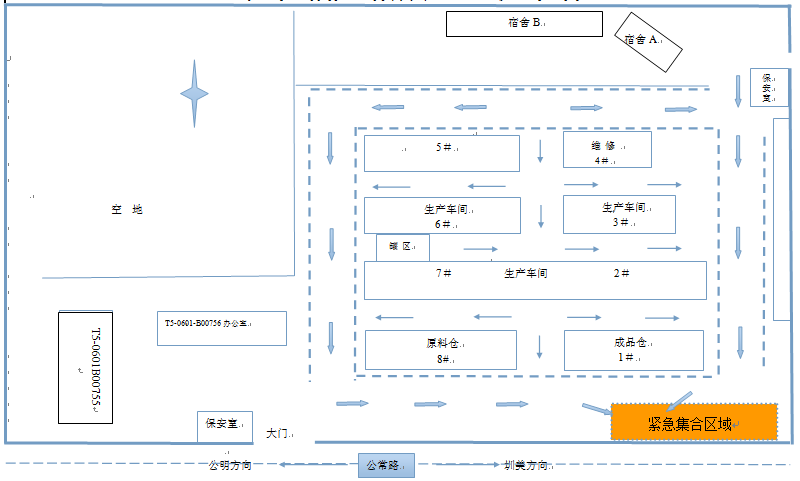 宿舍 B
宿舍 A
保
安
室
5＃
维 修
4＃
空 地
生产车间
6＃
生产车间
3＃
罐 区
7＃ 生产车间 2＃
T5-0601-B00756 办公室
T5-0601B00755
原料仓
8#
成品仓
1＃
保安室
大门
紧急集合区域
公明方向
公常路
圳美方向